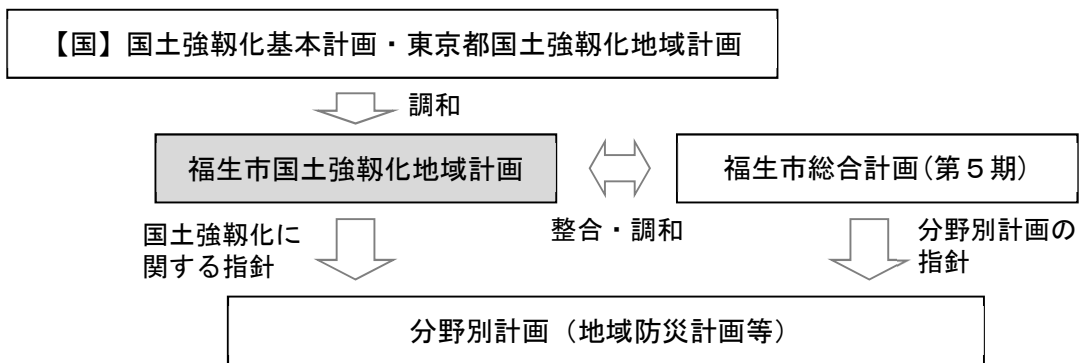 【国】国土強靱化基本計画・東京都国土強靱化地域計画
調和
福生市国土強靱化地域計画
福生市総合計画（第５期）
整合・調和
国土強靱化に
関する指針
分野別計画の
指針
分野別計画（地域防災計画等）